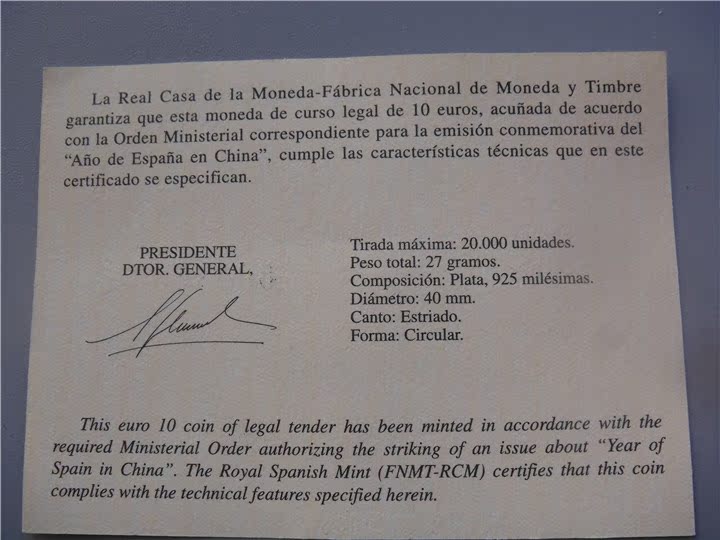 La Real Casa de la Moneda-Fábrica Nacional de Moneda y Timbre
garantiza que esta moneda de curso legal de 10 euros, acuñada de acuerdo
con la Orden Ministerial correspondiente para la emisión conmemorativa del
“Año de España en China”, cumple las características técnicas que en este
certificado se especifican.
PRESIDENTE
DTOR. GENERAL,
Tirada máxima: 20.000 unidades.
Peso total: 27 gramos.
Composición: Plata, 925 milésimas.
Diámetro: 40 mm.
Canto: Estriado.
Forma: Circular.
This euro 10 coin of legal tender has been minted in accordance with the
required Ministerial Order authorizing the striking of an issue about “Year of
Spain in China”. The Royal Spanish Mint (FNMT-RCM) certifies that this coin
complies with the technical features specified herein.